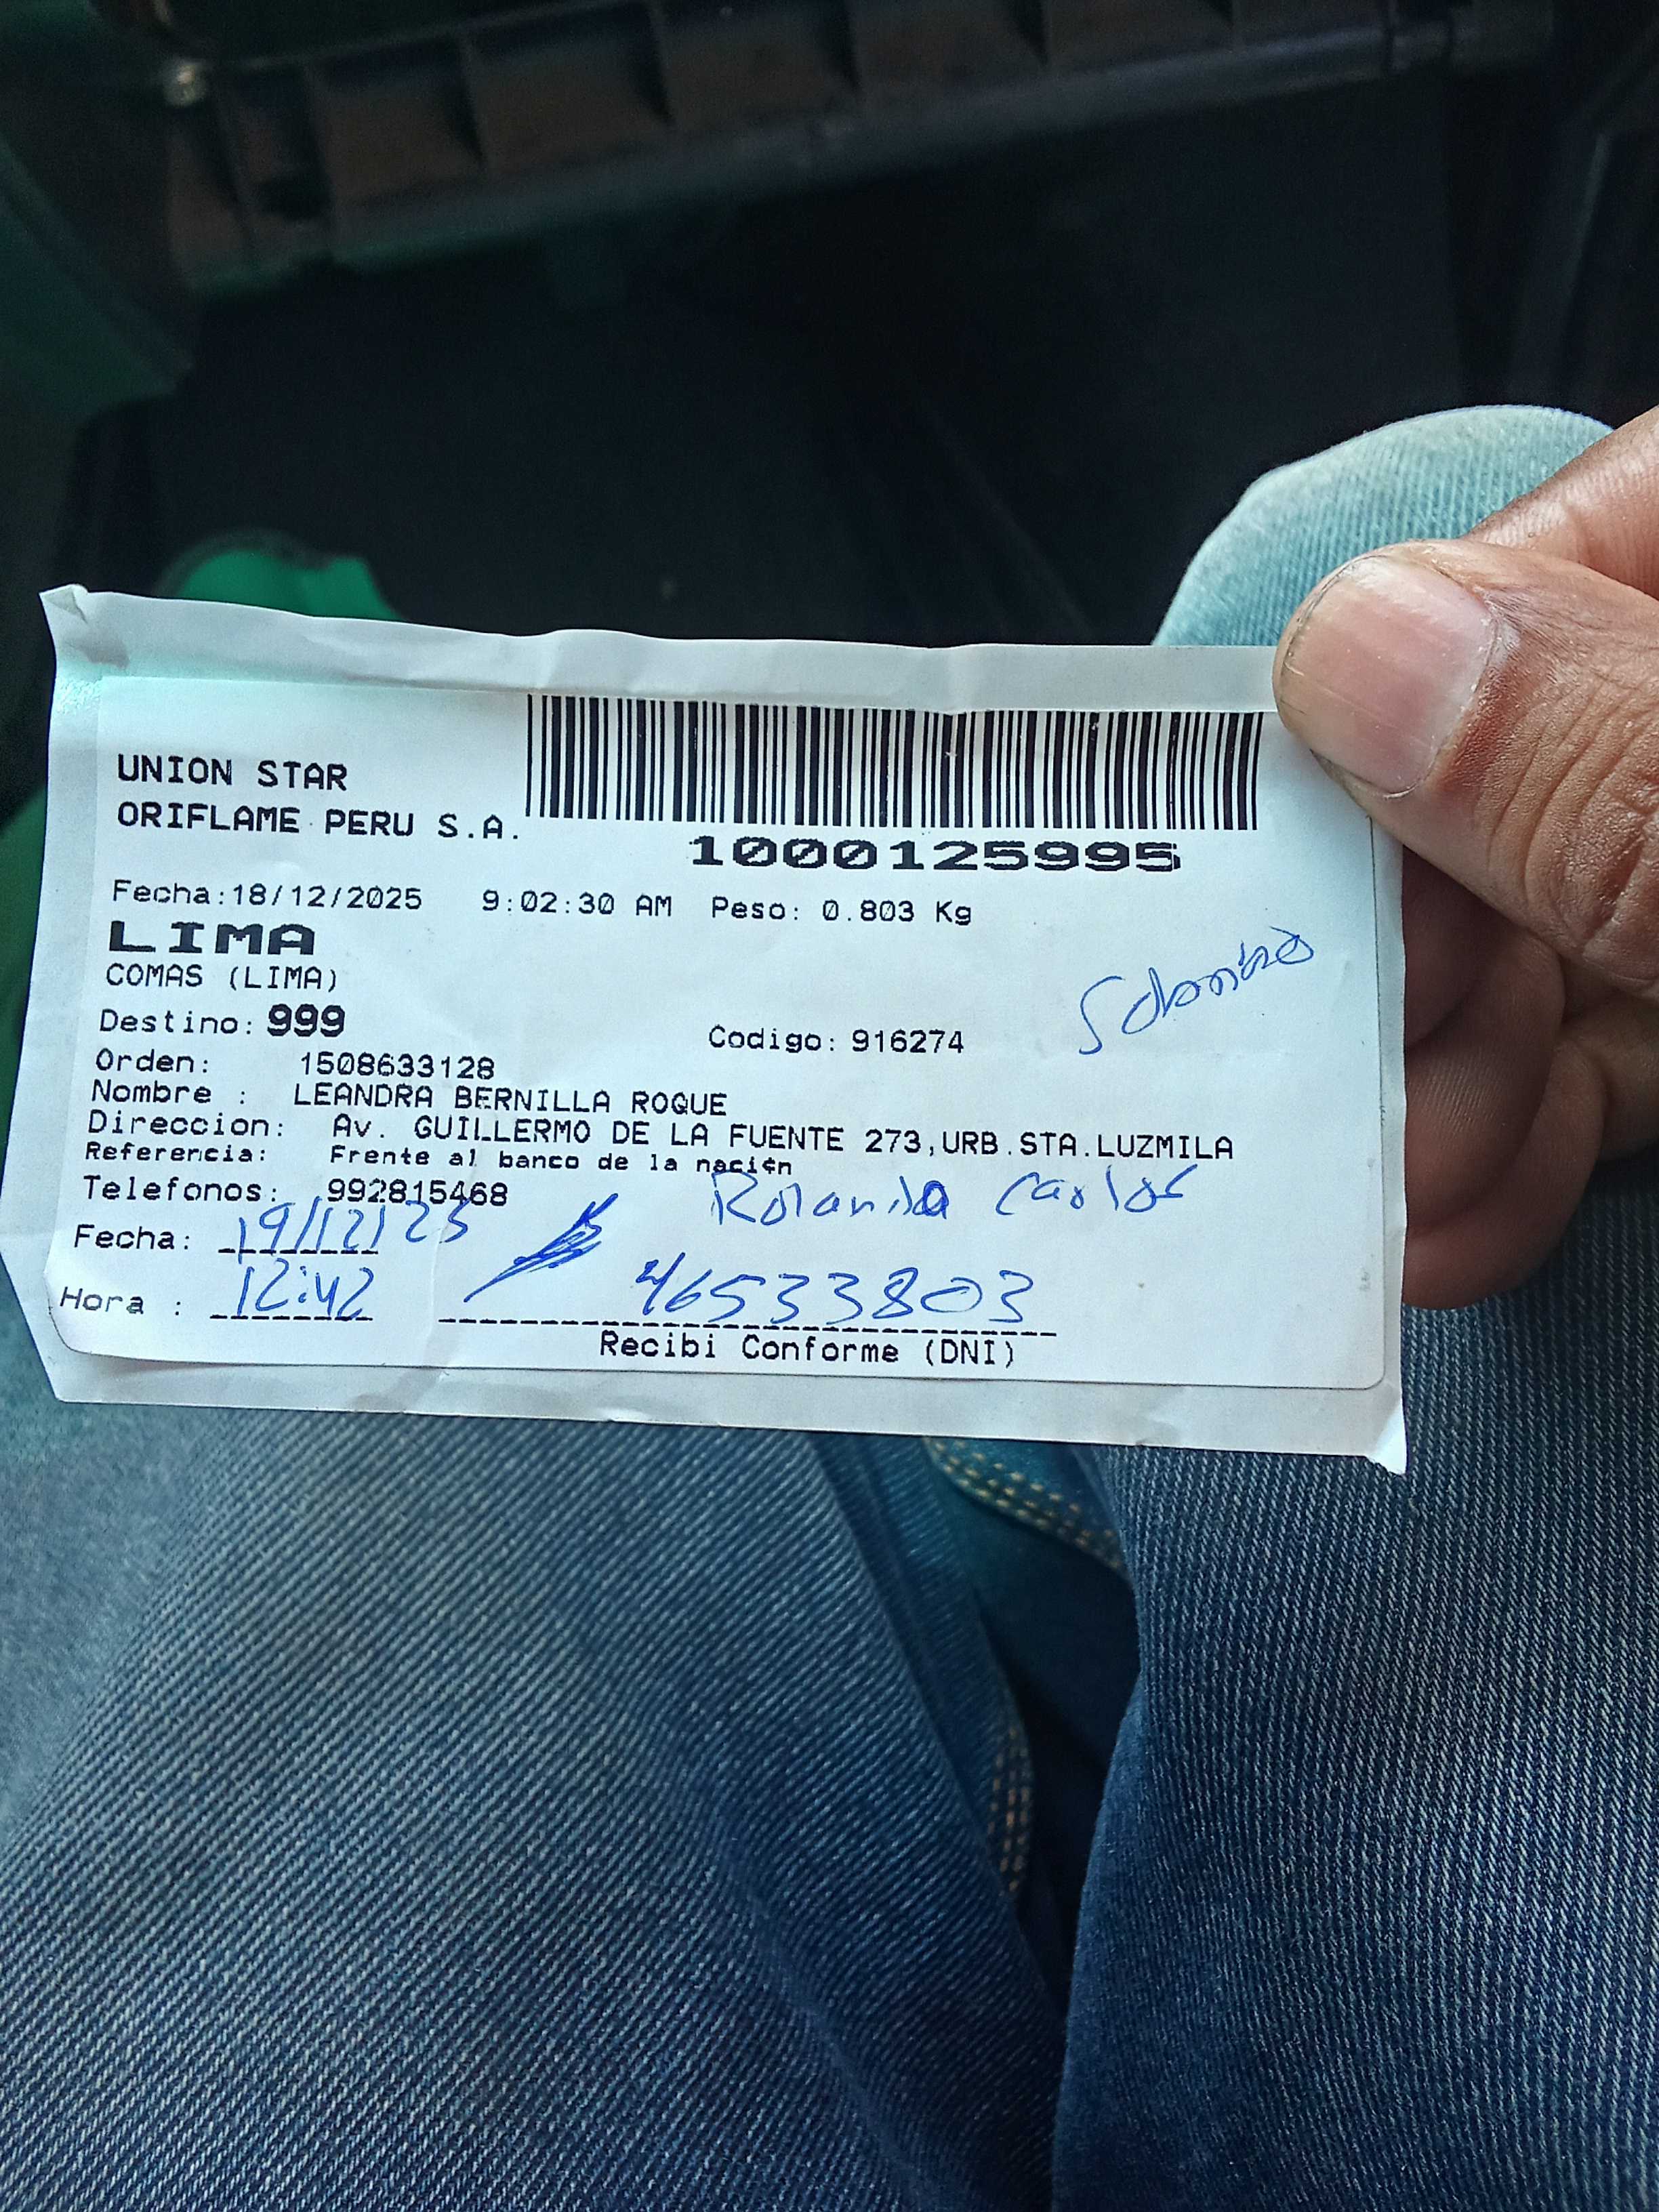 UNION STAR
ORIFLAME PERU S.A.
1000125995
Fecha:18/12/2025 9:02:30 AM Peso: 0.803 Kg
LIMA
COMAS (LIMA)
Destino: 999
Codigo: 916274
Orden: 1508633128
Nombre : LEANDRA BERNILLA ROQUE
Direccion: Av. GUILLERMO DE LA FUENTE 273,URB.STA.LUZMILA
Referencia: Frente al banco de la naci¢n
Telefonos: 992815468
Carlos
Fecha: 19/12/25
Hora : 12:42
46533803
Recibi Conforme (DNI)